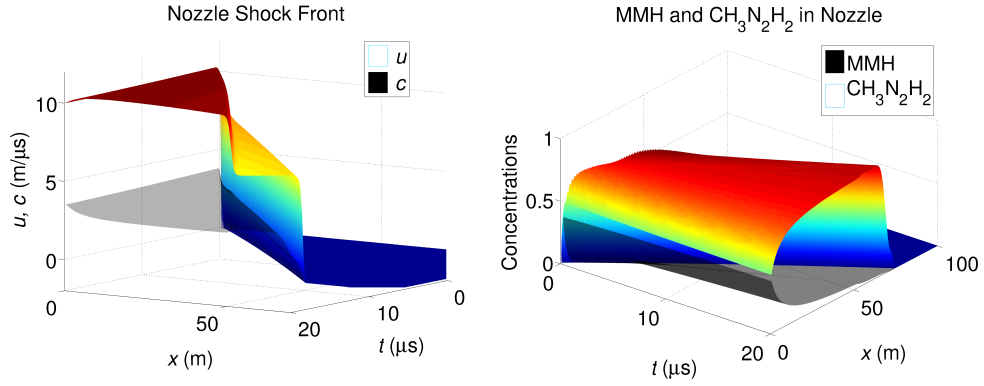 Nozzle Shock Front
u
c
10
5
0
u, c (m/μs)
0
50
x (m)
20
10
0
t (μs)
MMH and CH₃N₂H₂ in Nozzle
MMH
CH₃N₂H₂
1
0.5
0
Concentrations
0
10
20
t (μs)
0
50
100
x (m)